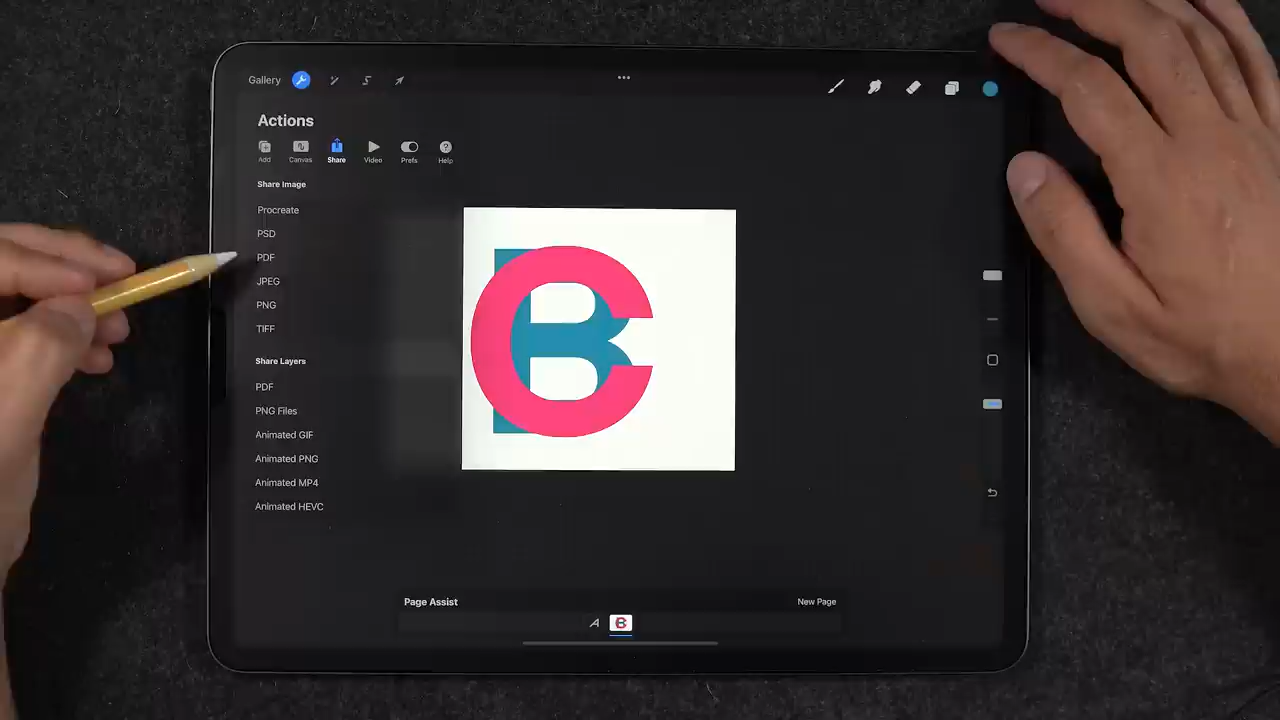 Gallery
Actions
Add Canvas Share Video Prefs Help
Share Image
Procreate
PSD
PDF
JPEG
PNG
TIFF
Share Layers
PDF
PNG Files
Animated GIF
Animated PNG
Animated MP4
Animated HEVC
B
C
Page Assist New Page
A